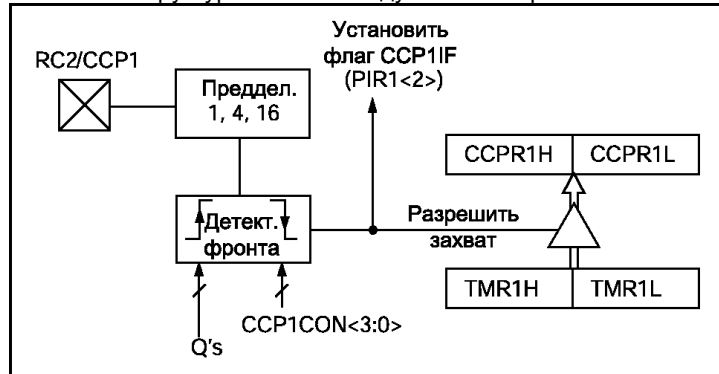 RC2/CCP1
Преддел.
1, 4, 16
Установить
флаг CCP1IF
(PIR1<2>)
CCPR1H CCPR1L
Детект.
фронта
Разрешить
захват
TMR1H TMR1L
CCP1CON<3:0>
Q's